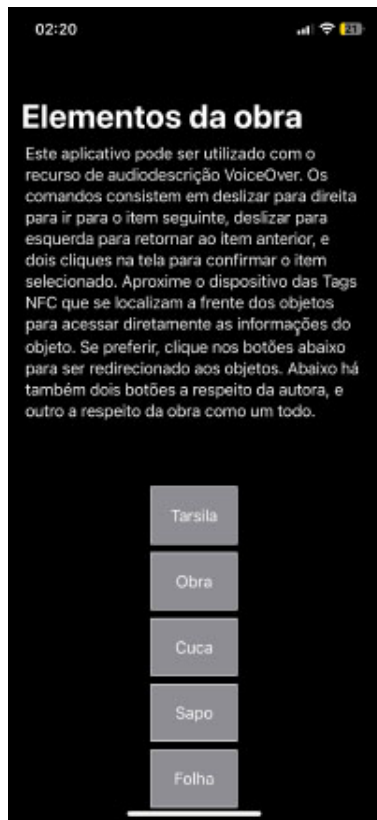 02:20
21
Elementos da obra
Este aplicativo pode ser utilizado com o
recurso de audiodescrição VoiceOver. Os
comandos consistem em deslizar para direita
para ir para o item seguinte, deslizar para
esquerda para retornar ao item anterior, e
dois cliques na tela para confirmar o item
selecionado. Aproxime o dispositivo das Tags
NFC que se localizam a frente dos objetos
para acessar diretamente as informações do
objeto. Se preferir, clique nos botões abaixo
para ser redirecionado aos objetos. Abaixo há
também dois botões a respeito da autora, e
outro a respeito da obra como um todo.
Tarsila
Obra
Cuca
Sapo
Folha